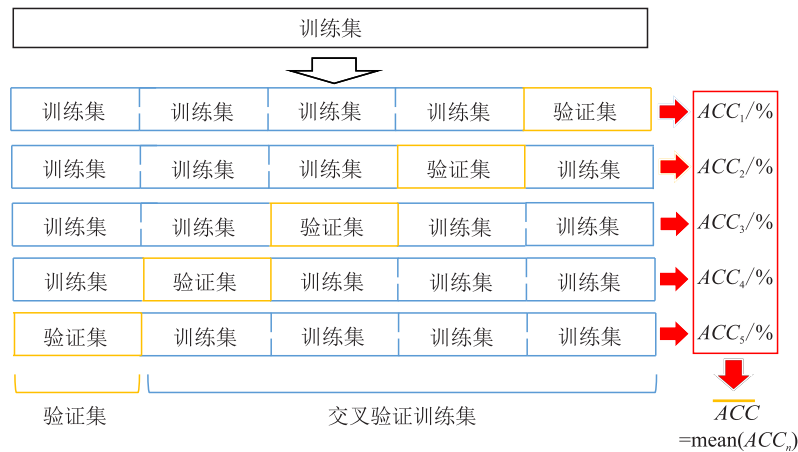 训练集
训练集 训练集 训练集 训练集 验证集 ACC₁/%
训练集 训练集 训练集 验证集 训练集 ACC₂/%
训练集 训练集 验证集 训练集 训练集 ACC₃/%
训练集 验证集 训练集 训练集 训练集 ACC₄/%
验证集 训练集 训练集 训练集 训练集 ACC₅/%
验证集 交叉验证训练集 ACC
=mean(ACCₙ)